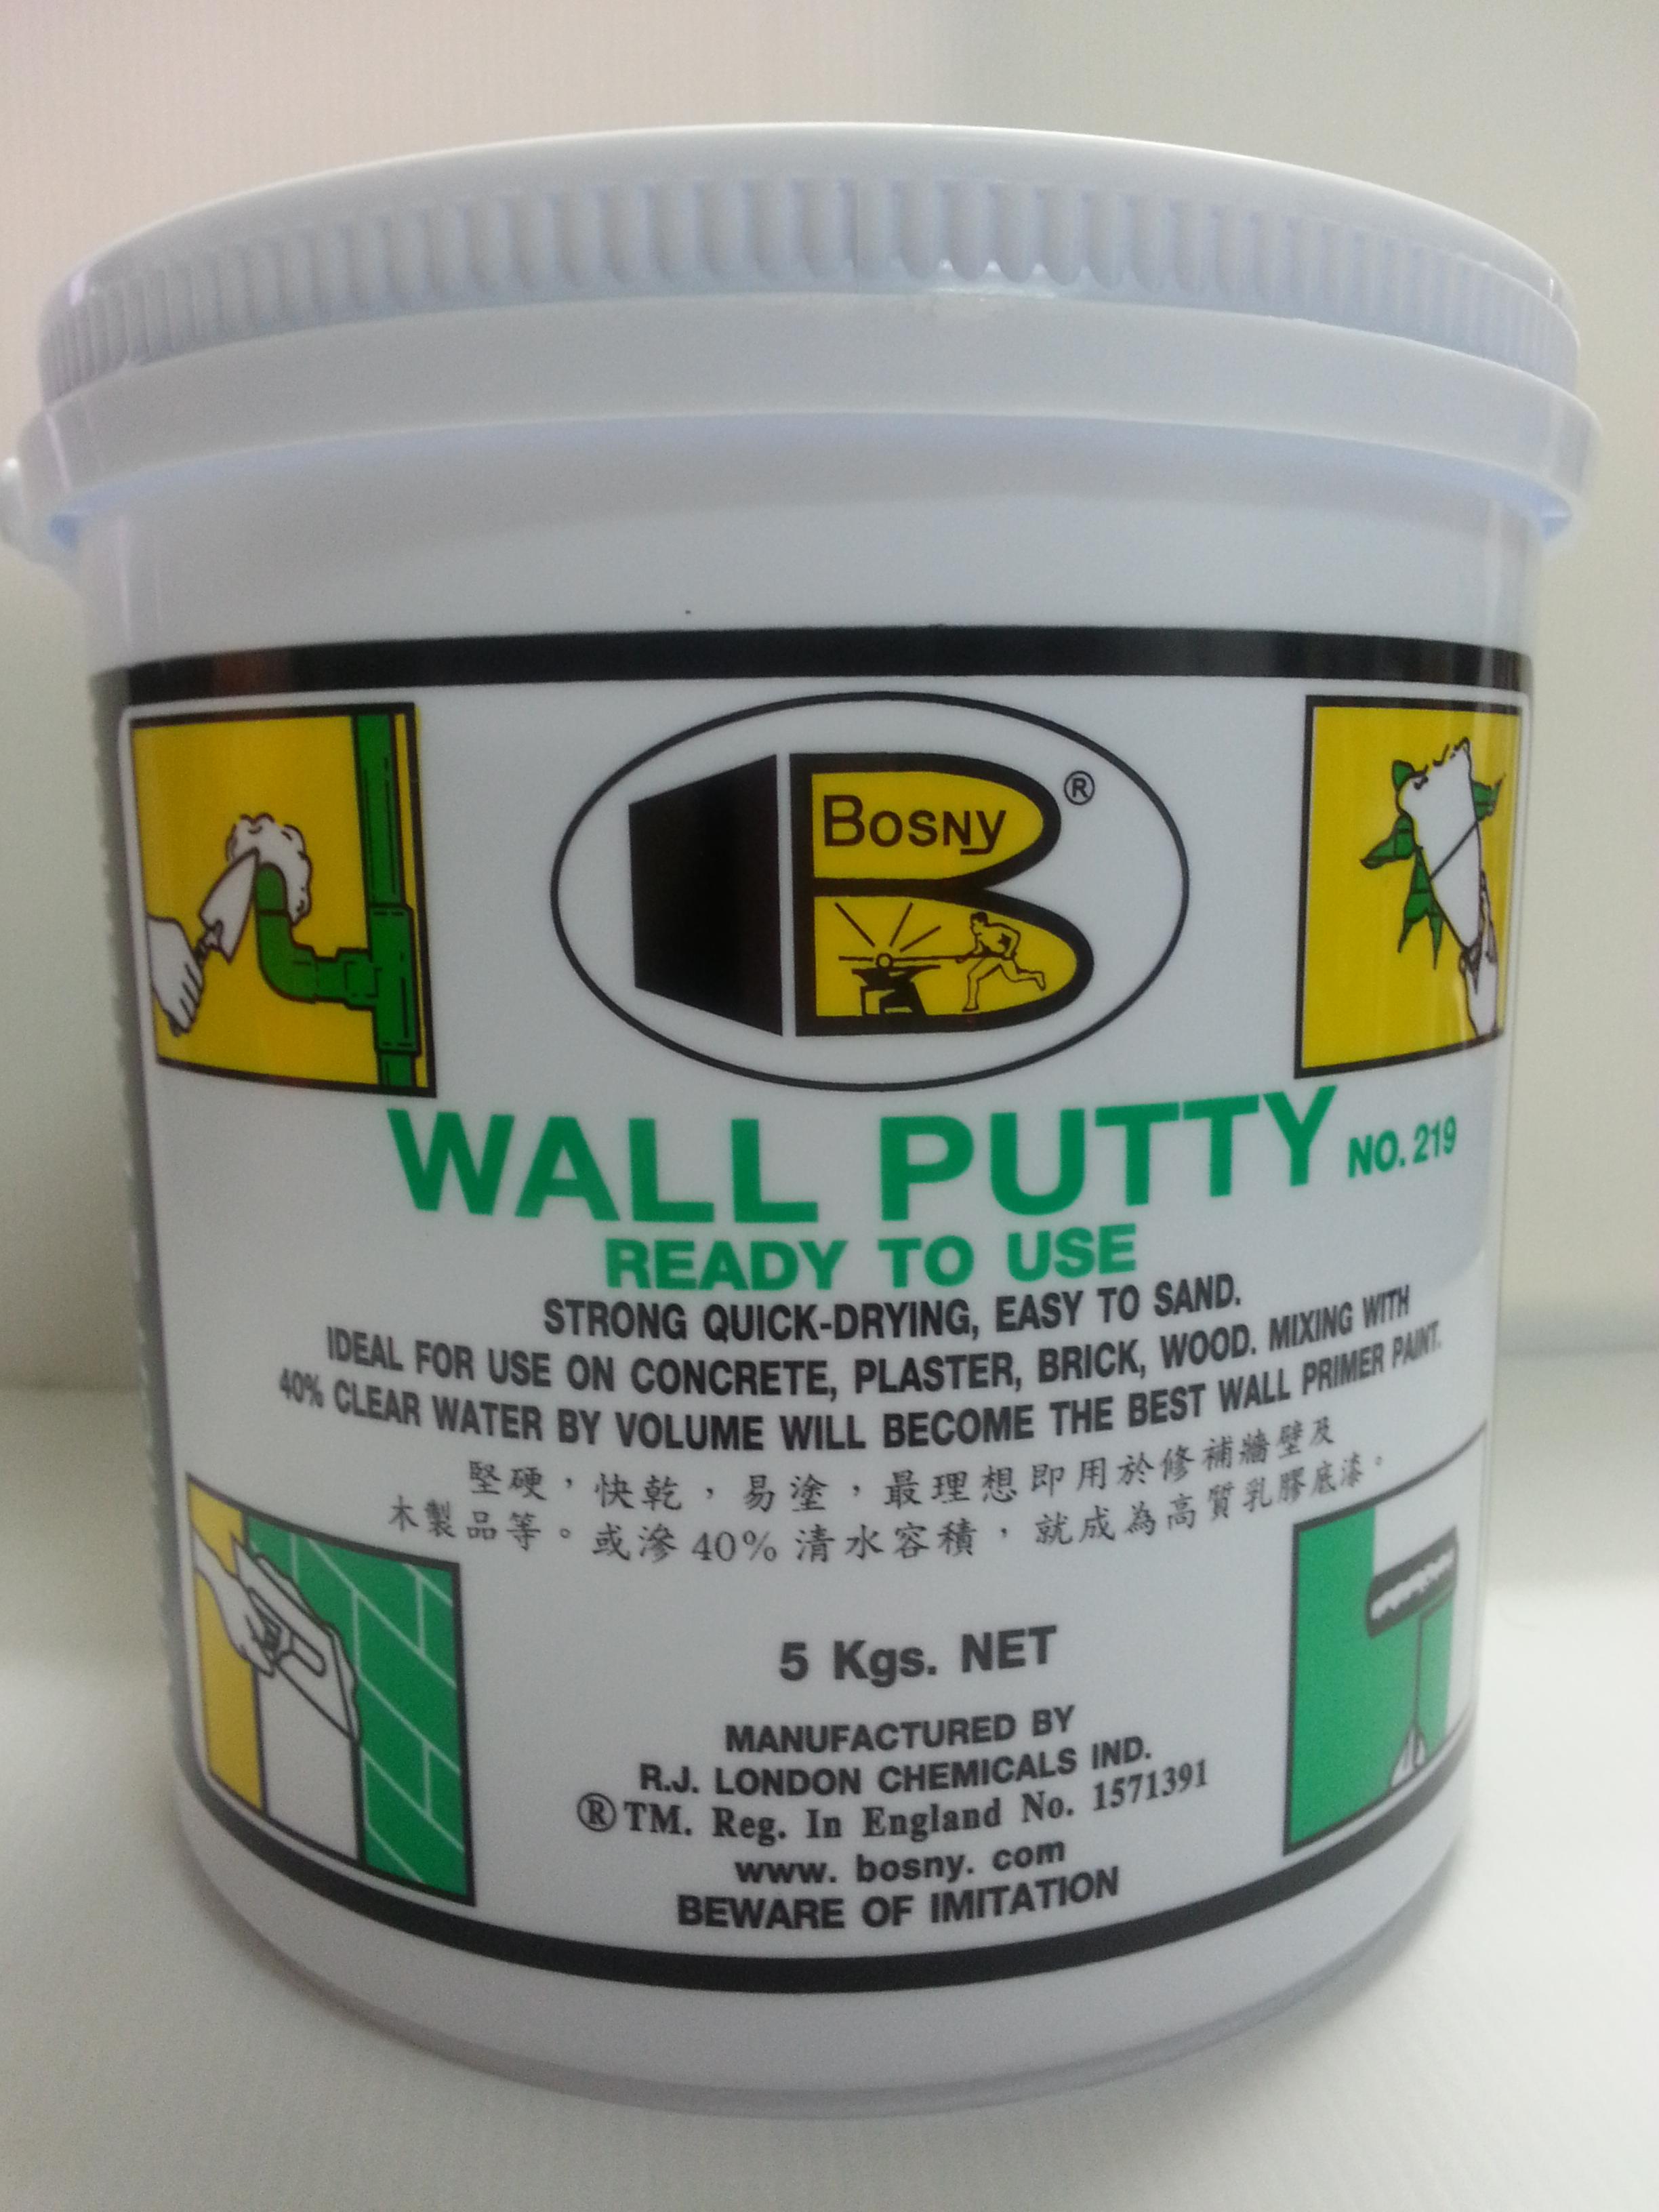 BOSNY ®
WALL PUTTY NO. 219
READY TO USE
STRONG QUICK-DRYING, EASY TO SAND.
IDEAL FOR USE ON CONCRETE, PLASTER, BRICK, WOOD. MIXING WITH
40% CLEAR WATER BY VOLUME WILL BECOME THE BEST WALL PRIMER PAINT.
堅硬，快乾，易塗，最理想即用於修補牆壁及
木製品等。或滲 40% 清水容積，就成為高質乳膠底漆。
5 Kgs. NET
MANUFACTURED BY
R.J. LONDON CHEMICALS IND.
® TM. Reg. In England No. 1571391
www. bosny. com
BEWARE OF IMITATION